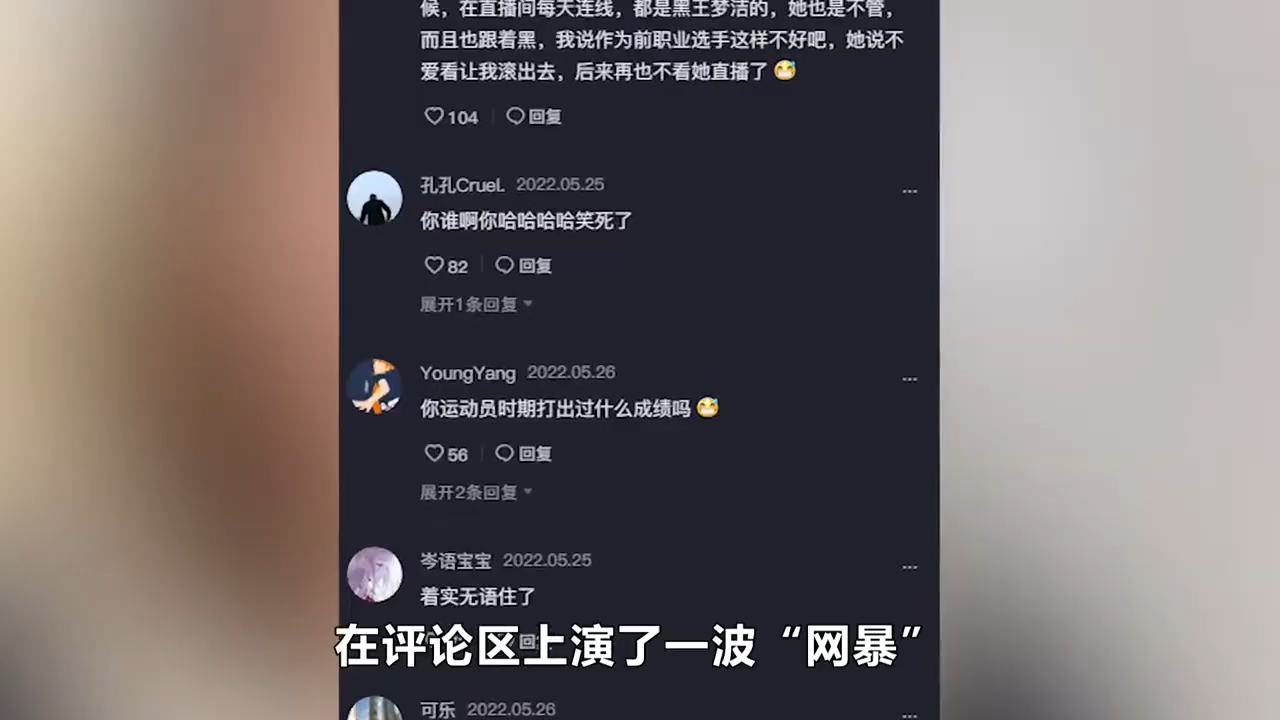 候，在直播间每天连线，都是黑王梦洁的，她也是不管，
而且也跟着黑，我说作为前职业选手这样不好吧，她说不
爱看让我滚出去，后来再也不看她直播了😅
104 回复
孔孔Cruel. 2022.05.25
...
你谁啊你哈哈哈哈笑死了
82 回复
展开1条回复
YoungYang 2022.05.26
...
你运动员时期打出过什么成绩吗😅
56 回复
展开2条回复
岑语宝宝 2022.05.25
...
着实无语住了
在评论区上演了一波“网暴”
可乐 2022.05.26
...